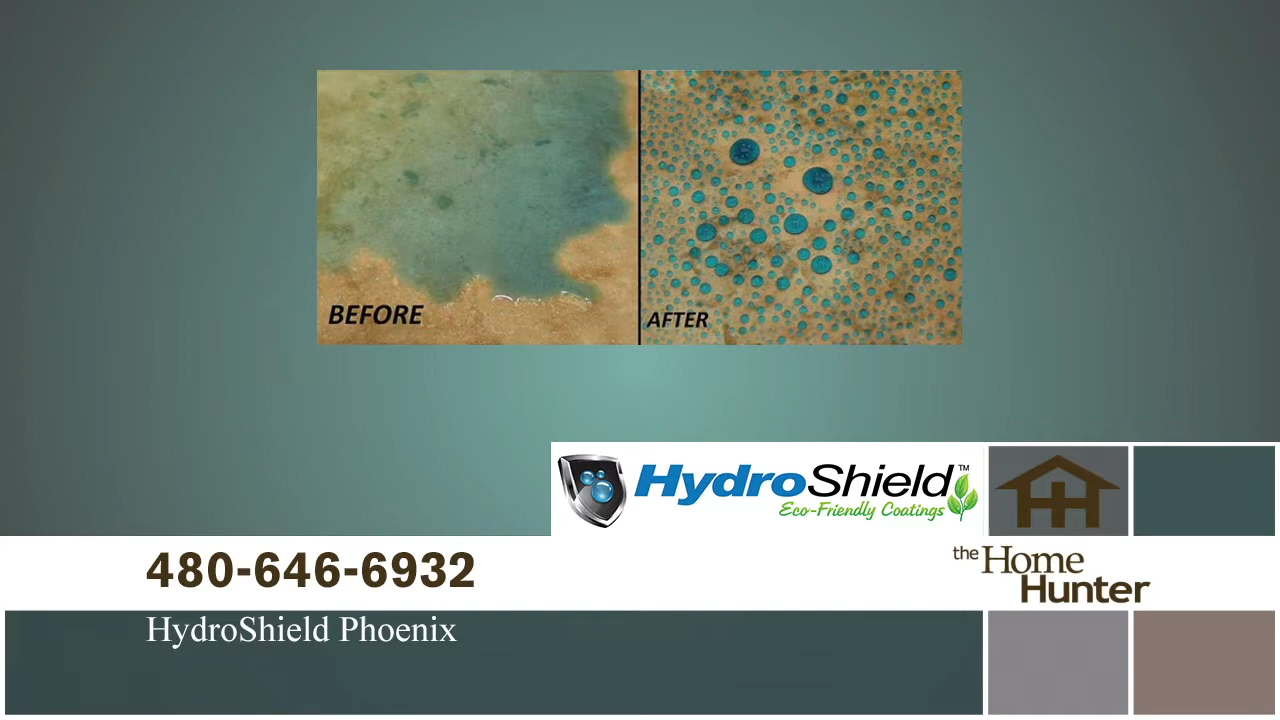 BEFORE
AFTER
HydroShield™
Eco-Friendly Coatings
480-646-6932
the Home
Hunter
HydroShield Phoenix